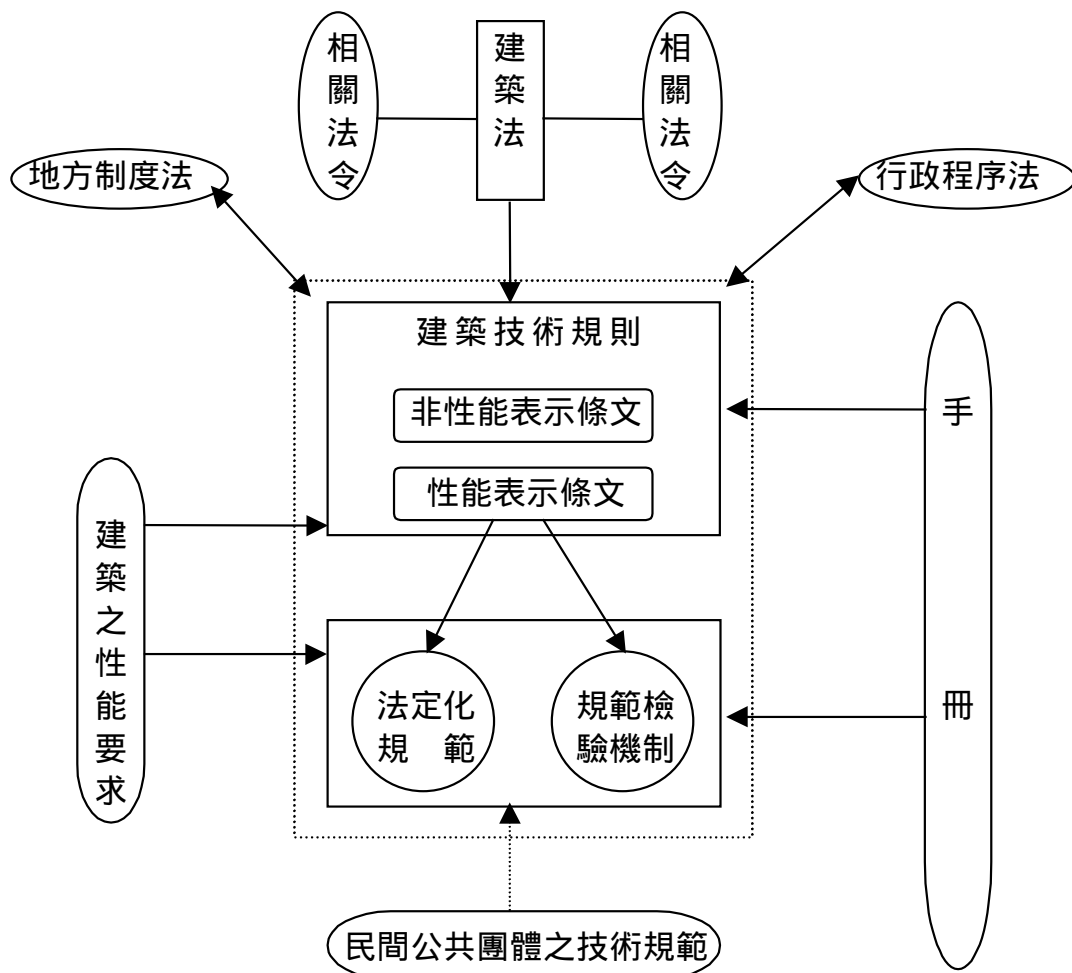 相關法令
建築法
相關法令
地方制度法
行政程序法
建築技術規則
非性能表示條文
性能表示條文
手冊
建築之性能要求
法定化
規範
規範檢
驗機制
民間公共團體之技術規範